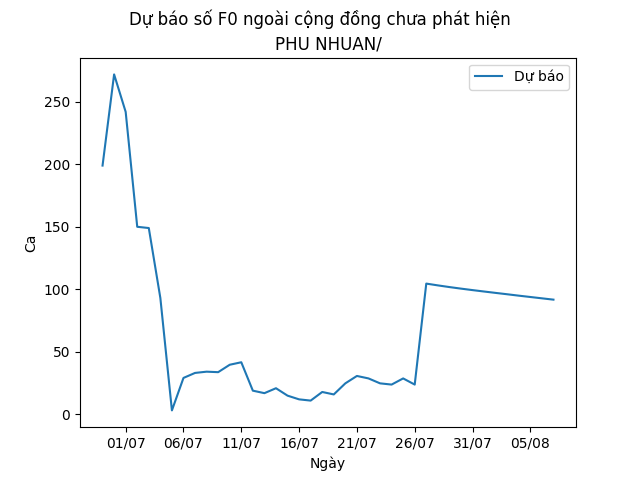 Dự báo số F0 ngoài cộng đồng chưa phát hiện
PHU NHUAN/
Dự báo
Ca
250
200
150
100
50
0
01/07 06/07 11/07 16/07 21/07 26/07 31/07 05/08
Ngày